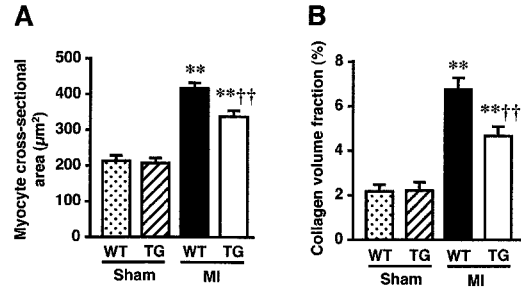 A
Myocyte cross-sectional
area (μm²)
500
400
300
200
100
0
**
**††
WT TG WT TG
Sham MI
B
Collagen volume fraction (%)
8
6
4
2
0
**
**††
WT TG WT TG
Sham MI